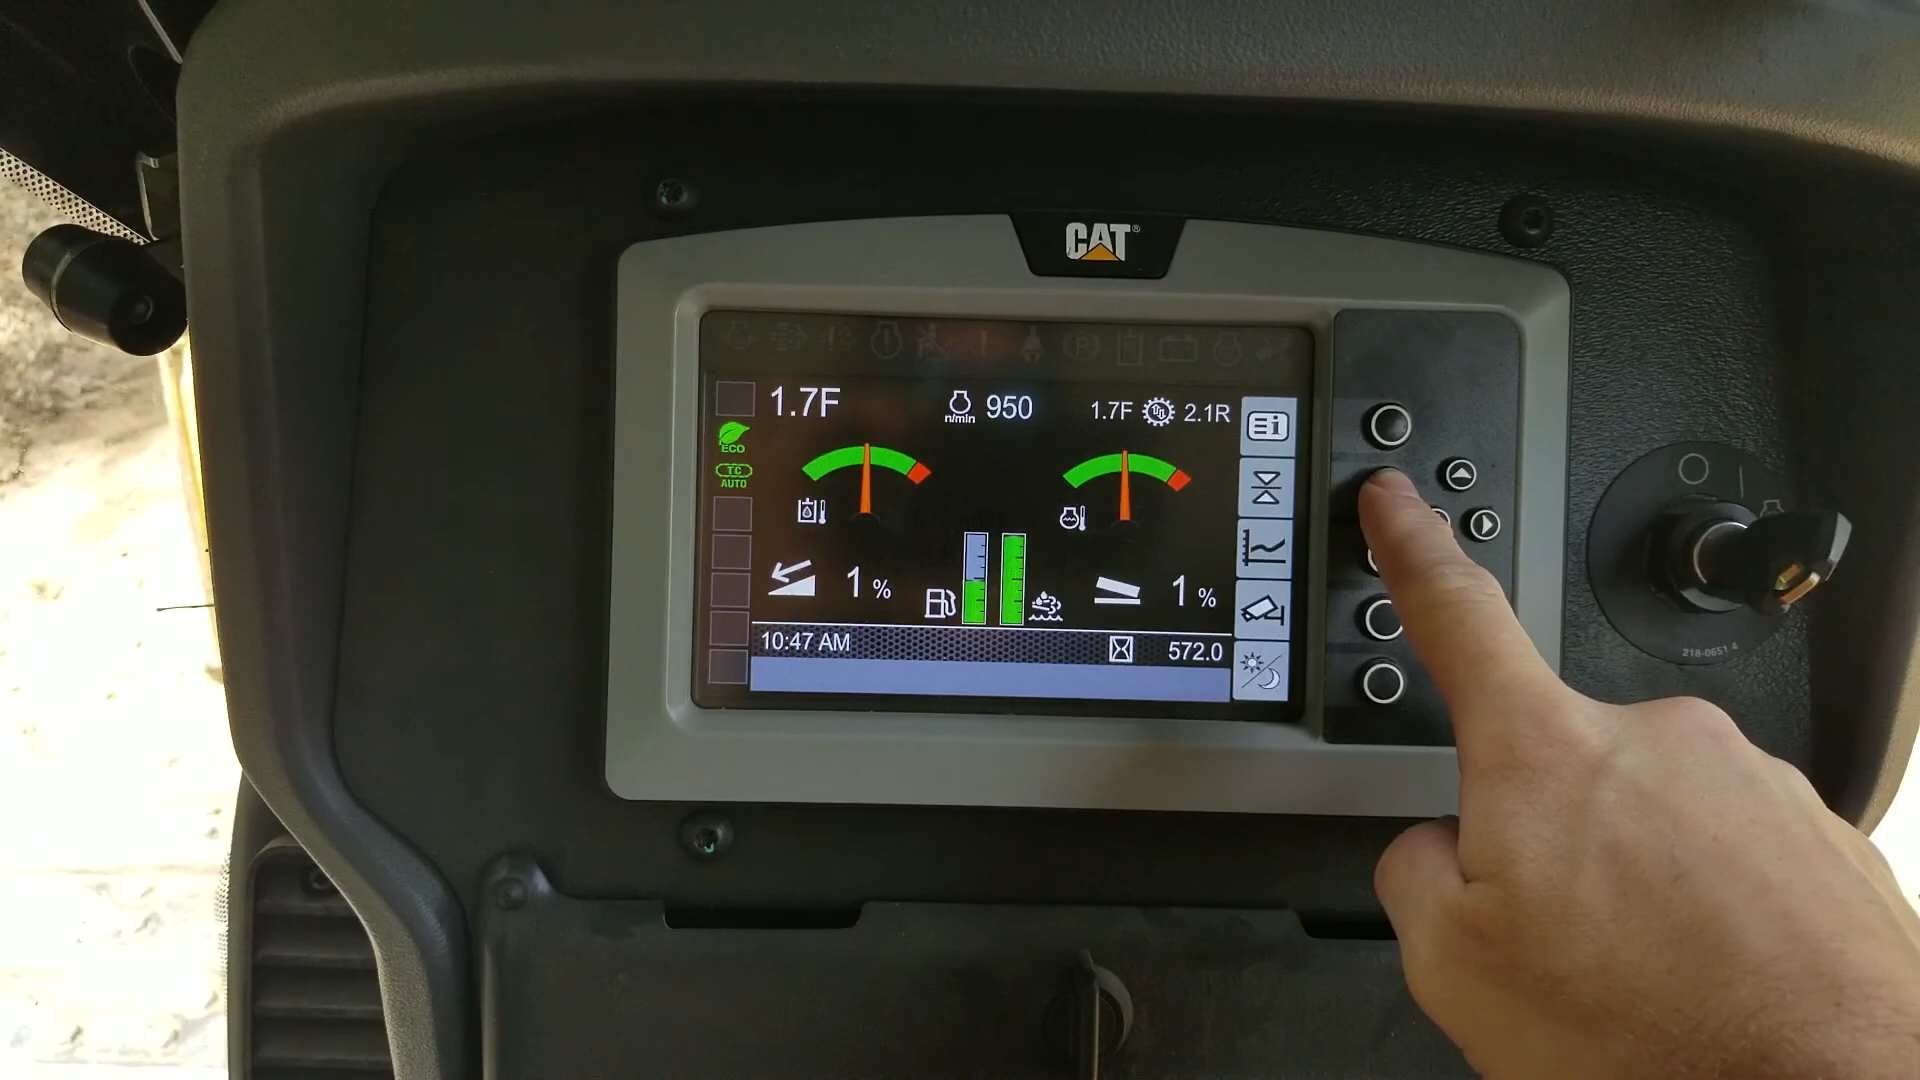 CAT®
1.7F
n/min
950
1.7F 2.1R
ECO
TC
AUTO
1 %
1 %
10:47 AM
572.0
P
218-0651 4